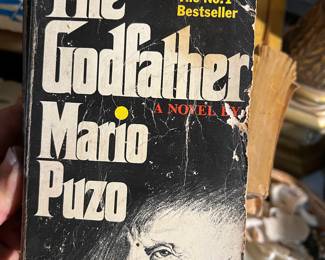 The
The No.1
Bestseller
Godfather
A NOVEL BY
Mario
Puzo